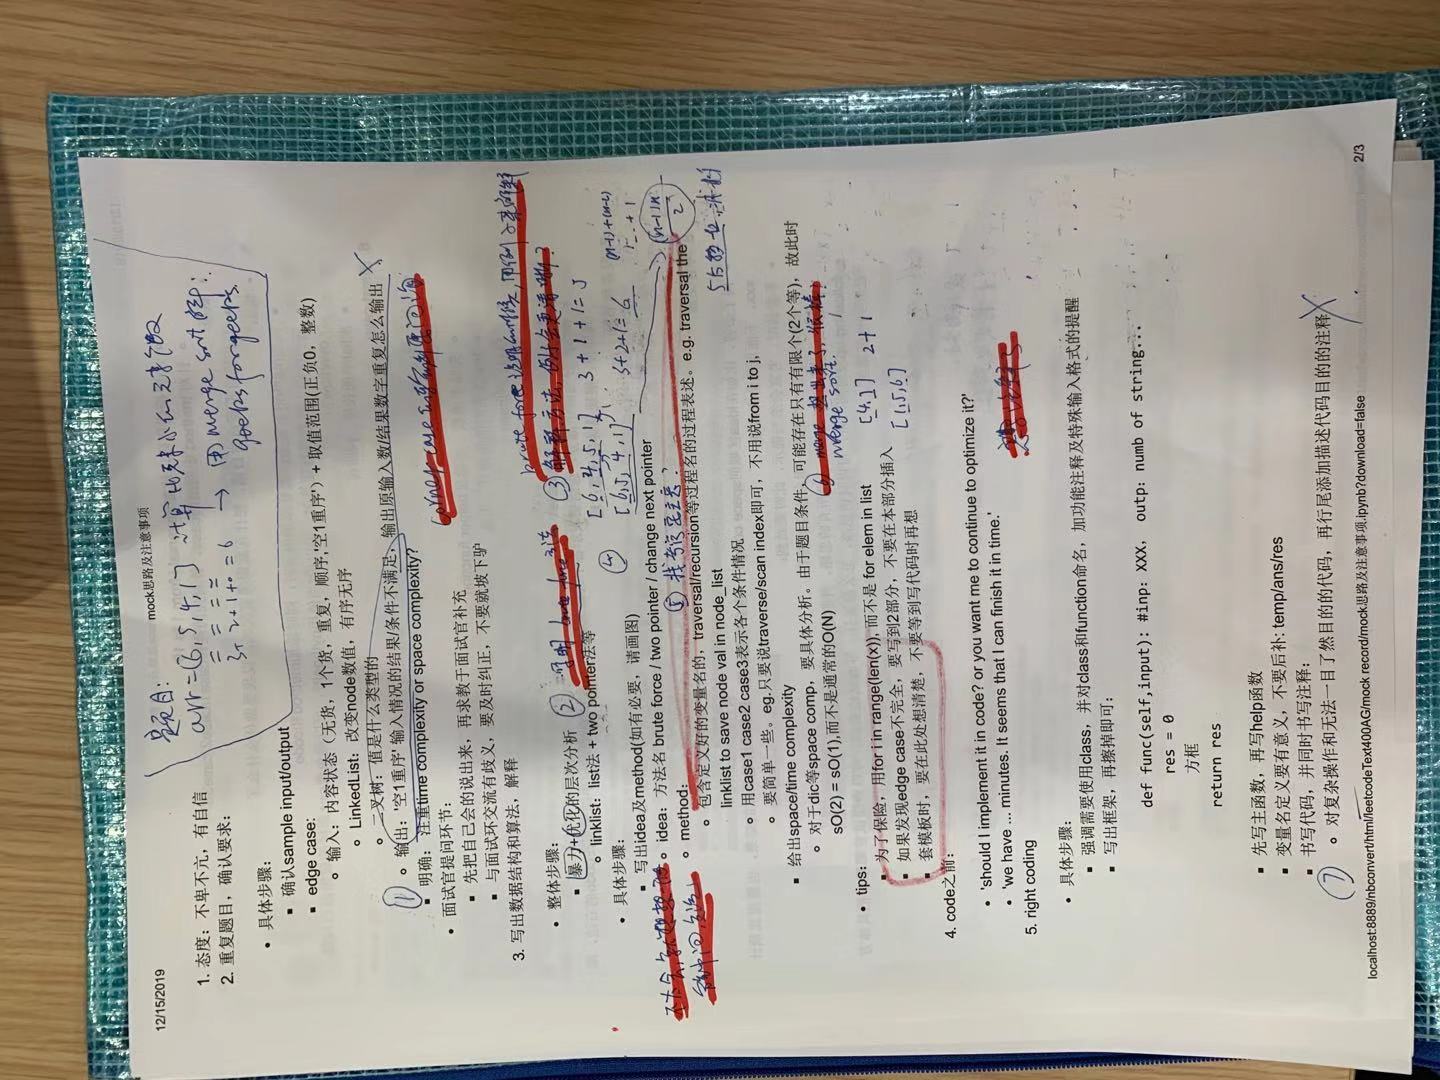 12/15/2019
mock思路及注意事项
题目:
arr=[6,5,4,1] 计算比它小的元素个数
3+2+1+0=6 → 用merge sort 解!
geeks for geeks
1. 态度：不卑不亢，有自信
2. 重复题目，确认要求：
具体步骤：
确认sample input/output
edge case:
输入：内容状态（无货，1个货，重复，顺序,'空1重序'）+ 取值范围(正负0，整数)
LinkedList：改变node数值，有序无序
二叉树：值是什么类型的
输出：'空1重序' 输入情况的结果/条件不满足，输出原输入数/结果数字重复怎么输出
① 明确：注重time complexity or space complexity?
面试官提问环节：
先把自己会的说出来，再求教于面试官补充
与面试环交流有歧义，要及时纠正，不要就坡下驴
3. 写出数据结构和算法，解释
整体步骤：
暴力+优化的层次分析 ②
linklist：list法 + two pointer法等
③ 解释方法
[6,4,5,1] 3+1+1=5
④ [6,5,4,1] 3+2+1=6
具体步骤：
写出idea及method(如有必要，请画图)
idea：方法名 brute force / two pointer / change next pointer
method: ⑤
包含定义好的变量名的，traversal/recursion等过程名的过程表述。e.g. traversal the
linklist to save node val in node_list
用case1 case2 case3表示各个条件情况
要简单一些。eg.只要说traverse/scan index即可，不用说from i to j,
给出space/time complexity
对于dic等space comp，要具体分析。由于题目条件，可能存在只有有限个(2个等)，故此时
sO(2) = sO(1),而不是通常的sO(N)
merge sort.
[4,1] 2+1
[1,5,6]
tips:
为了保险，用for i in range(len(x)), 而不是 for elem in list
如果发现edge case不完全，要写到2部分，不要在本部分插入
套模板时，要在此处想清楚，不要等到写代码时再想
4. code之前：
'should I implement it in code? or you want me to continue to optimize it?'
'we have ... minutes. It seems that I can finish it in time.'
5. right coding
具体步骤：
强调需要使用class，并对class和function命名，加功能注释及特殊输入格式的提醒
写出框架，再擦掉即可：
def func(self,input): #inp: XXX, outp: numb of string...
res = 0
方框
return res
先写主函数，再写help函数
变量名定义要有意义，不要后补: temp/ans/res
书写代码，并同时书写注释：
⑦ 对复杂操作和无法一目了然目的的代码，再行尾添加描述代码目的的注释
localhost:8889/nbconvert/html/leetcodeText400AG/mock record/mock思路及注意事项.ipynb?download=false
2/3